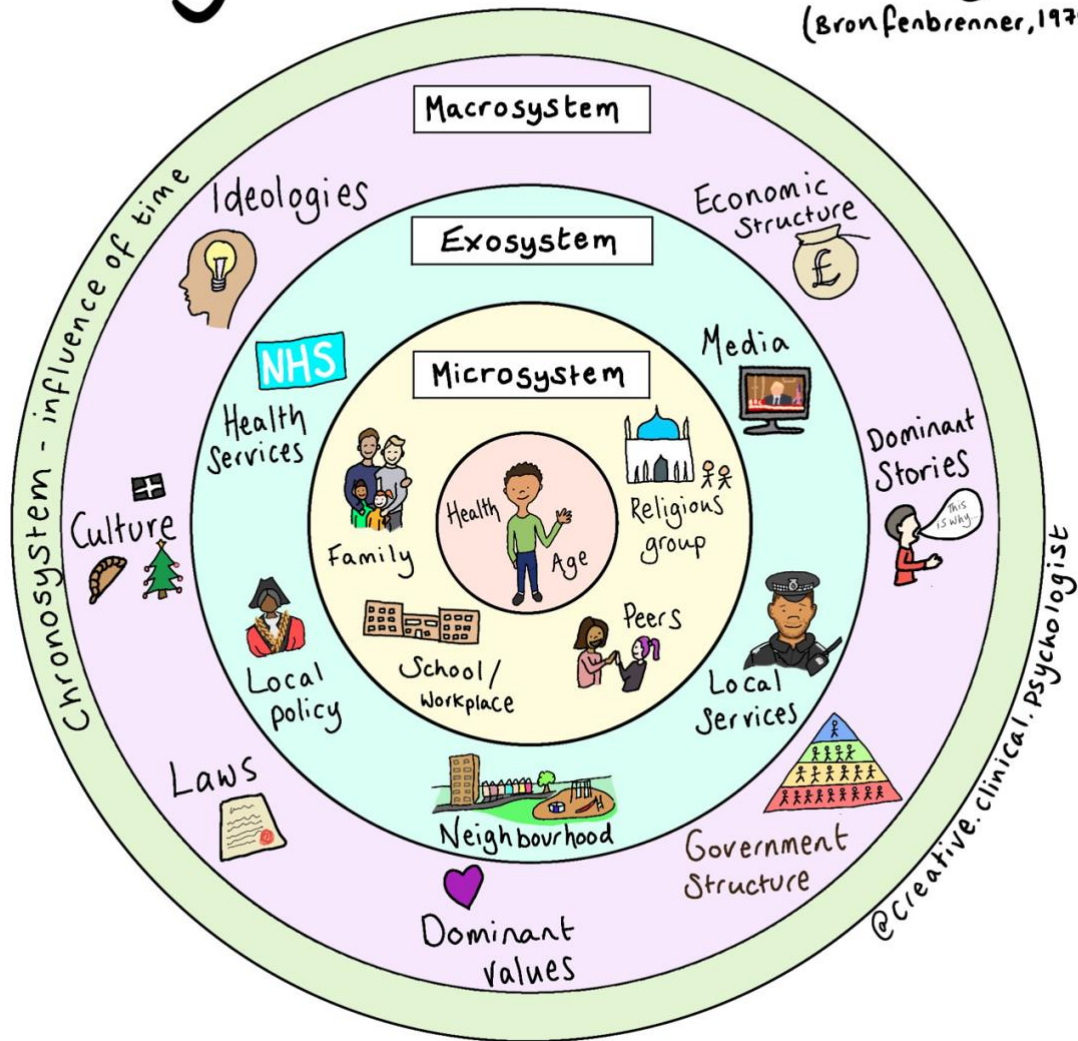 (Bronfenbrenner, 197
Macrosystem
Ideologies
Economic
Structure
£
Exosystem
NHS
Health
Services
Media
Microsystem
Dominant
Stories
This
is why...
Culture
Family
Health
Age
Religious
group
School/
Workplace
Peers
Local
policy
Local
Services
Neighbourhood
Laws
Government
Structure
Dominant
values
Chronosystem - influence of time
@creative.clinical.psychologist